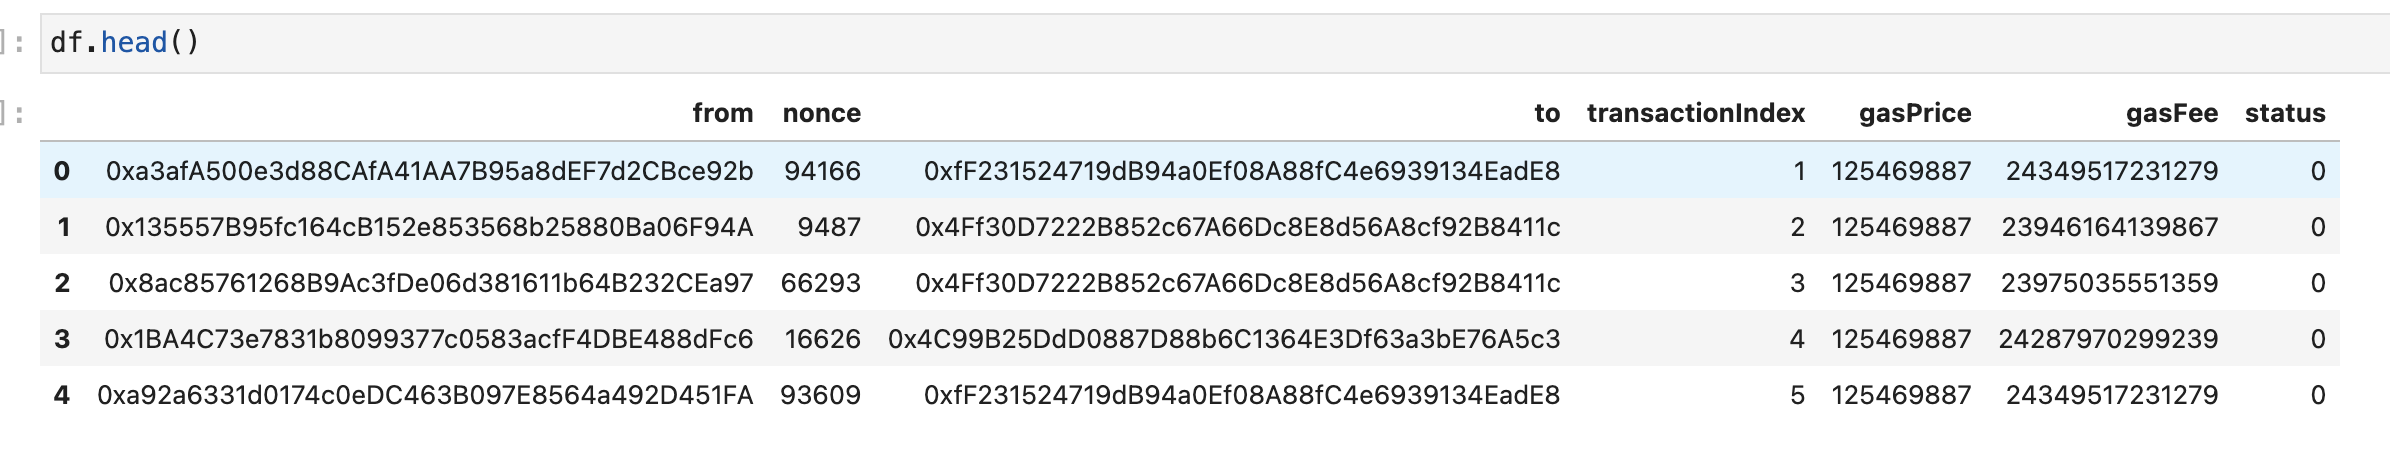 ]: df.head()
]: from nonce to transactionIndex gasPrice gasFee status
0 0xa3afA500e3d88CAfA41AA7B95a8dEF7d2CBce92b 94166 0xfF231524719dB94a0Ef08A88fC4e6939134EadE8 1 125469887 24349517231279 0
1 0x135557B95fc164cB152e853568b25880Ba06F94A 9487 0x4Ff30D7222B852c67A66Dc8E8d56A8cf92B8411c 2 125469887 23946164139867 0
2 0x8ac85761268B9Ac3fDe06d381611b64B232CEa97 66293 0x4Ff30D7222B852c67A66Dc8E8d56A8cf92B8411c 3 125469887 23975035551359 0
3 0x1BA4C73e7831b8099377c0583acfF4DBE488dFc6 16626 0x4C99B25DdD0887D88b6C1364E3Df63a3bE76A5c3 4 125469887 24287970299239 0
4 0xa92a6331d0174c0eDC463B097E8564a492D451FA 93609 0xfF231524719dB94a0Ef08A88fC4e6939134EadE8 5 125469887 24349517231279 0